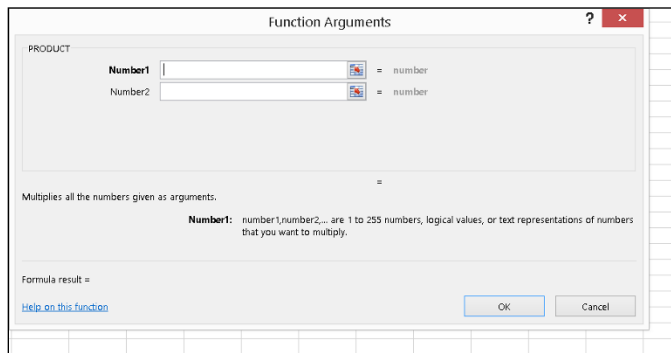 Function Arguments
?
×
PRODUCT
Number1 = number
Number2 = number
=
Multiplies all the numbers given as arguments.
Number1: number1,number2,... are 1 to 255 numbers, logical values, or text representations of numbers
that you want to multiply.
Formula result =
Help on this function
OK Cancel